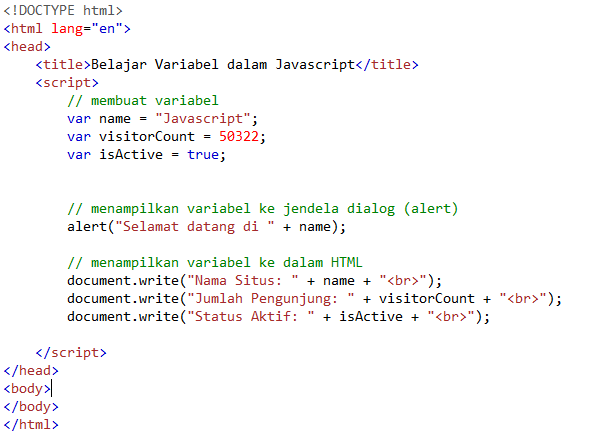 <!DOCTYPE html>
<html lang="en">
<head>
    <title>Belajar Variabel dalam Javascript</title>
    <script>
        // membuat variabel
        var name = "Javascript";
        var visitorCount = 50322;
        var isActive = true;
        // menampilkan variabel ke jendela dialog (alert)
        alert("Selamat datang di " + name);
        // menampilkan variabel ke dalam HTML
        document.write("Nama Situs: " + name + "<br>");
        document.write("Jumlah Pengunjung: " + visitorCount + "<br>");
        document.write("Status Aktif: " + isActive + "<br>");
    </script>
</head>
<body>
</body>
</html>